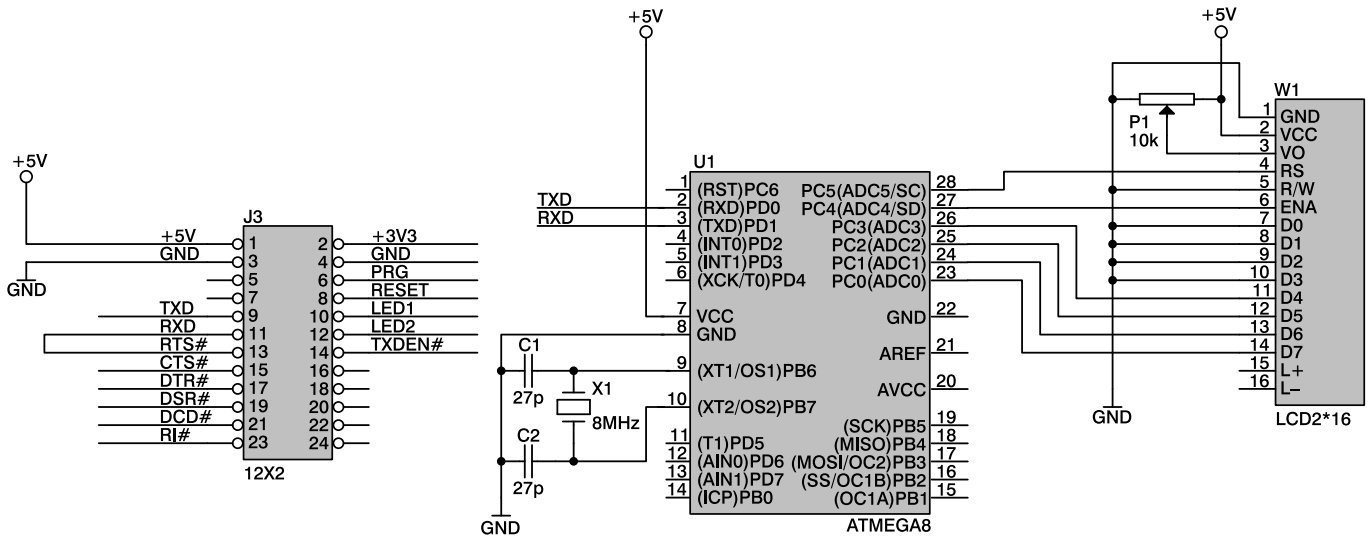 +5V
J3
+5V
1
2
+3V3
GND
3
4
GND
5
6
PRG
7
8
RESET
TXD
9
10
LED1
RXD
11
12
LED2
RTS#
13
14
TXDEN#
CTS#
15
16
DTR#
17
18
DSR#
19
20
DCD#
21
22
RI#
23
24
12X2
GND
+5V
U1
TXD
RXD
1
(RST)PC6
PC5(ADC5/SC)
28
2
(RXD)PD0
PC4(ADC4/SD)
27
3
(TXD)PD1
PC3(ADC3)
26
4
(INT0)PD2
PC2(ADC2)
25
5
(INT1)PD3
PC1(ADC1)
24
6
(XCK/T0)PD4
PC0(ADC0)
23
7
VCC
GND
22
8
GND
AREF
21
9
(XT1/OS1)PB6
AVCC
20
10
(XT2/OS2)PB7
(SCK)PB5
19
11
(T1)PD5
(MISO)PB4
18
12
(AIN0)PD6
(MOSI/OC2)PB3
17
13
(AIN1)PD7
(SS/OC1B)PB2
16
14
(ICP)PB0
(OC1A)PB1
15
ATMEGA8
C1
27p
X1
8MHz
C2
27p
GND
+5V
P1
10k
W1
1
GND
2
VCC
3
VO
4
RS
5
R/W
6
ENA
7
D0
8
D1
9
D2
10
D3
11
D4
12
D5
13
D6
14
D7
15
L+
16
L−
LCD2*16
GND